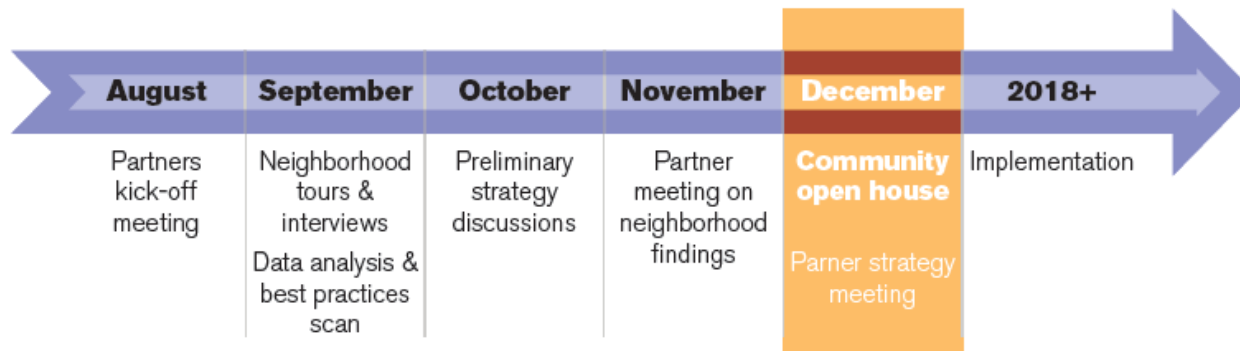 August
September
October
November
December
2018+
Partners
kick-off
meeting
Neighborhood
tours &
interviews
Data analysis &
best practices
scan
Preliminary
strategy
discussions
Partner
meeting on
neighborhood
findings
Community
open house
Parner strategy
meeting
Implementation